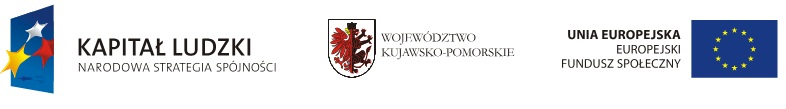 KAPITAŁ LUDZKI
NARODOWA STRATEGIA SPÓJNOŚCI
WOJEWÓDZTWO
KUJAWSKO-POMORSKIE
UNIA EUROPEJSKA
EUROPEJSKI
FUNDUSZ SPOŁECZNY